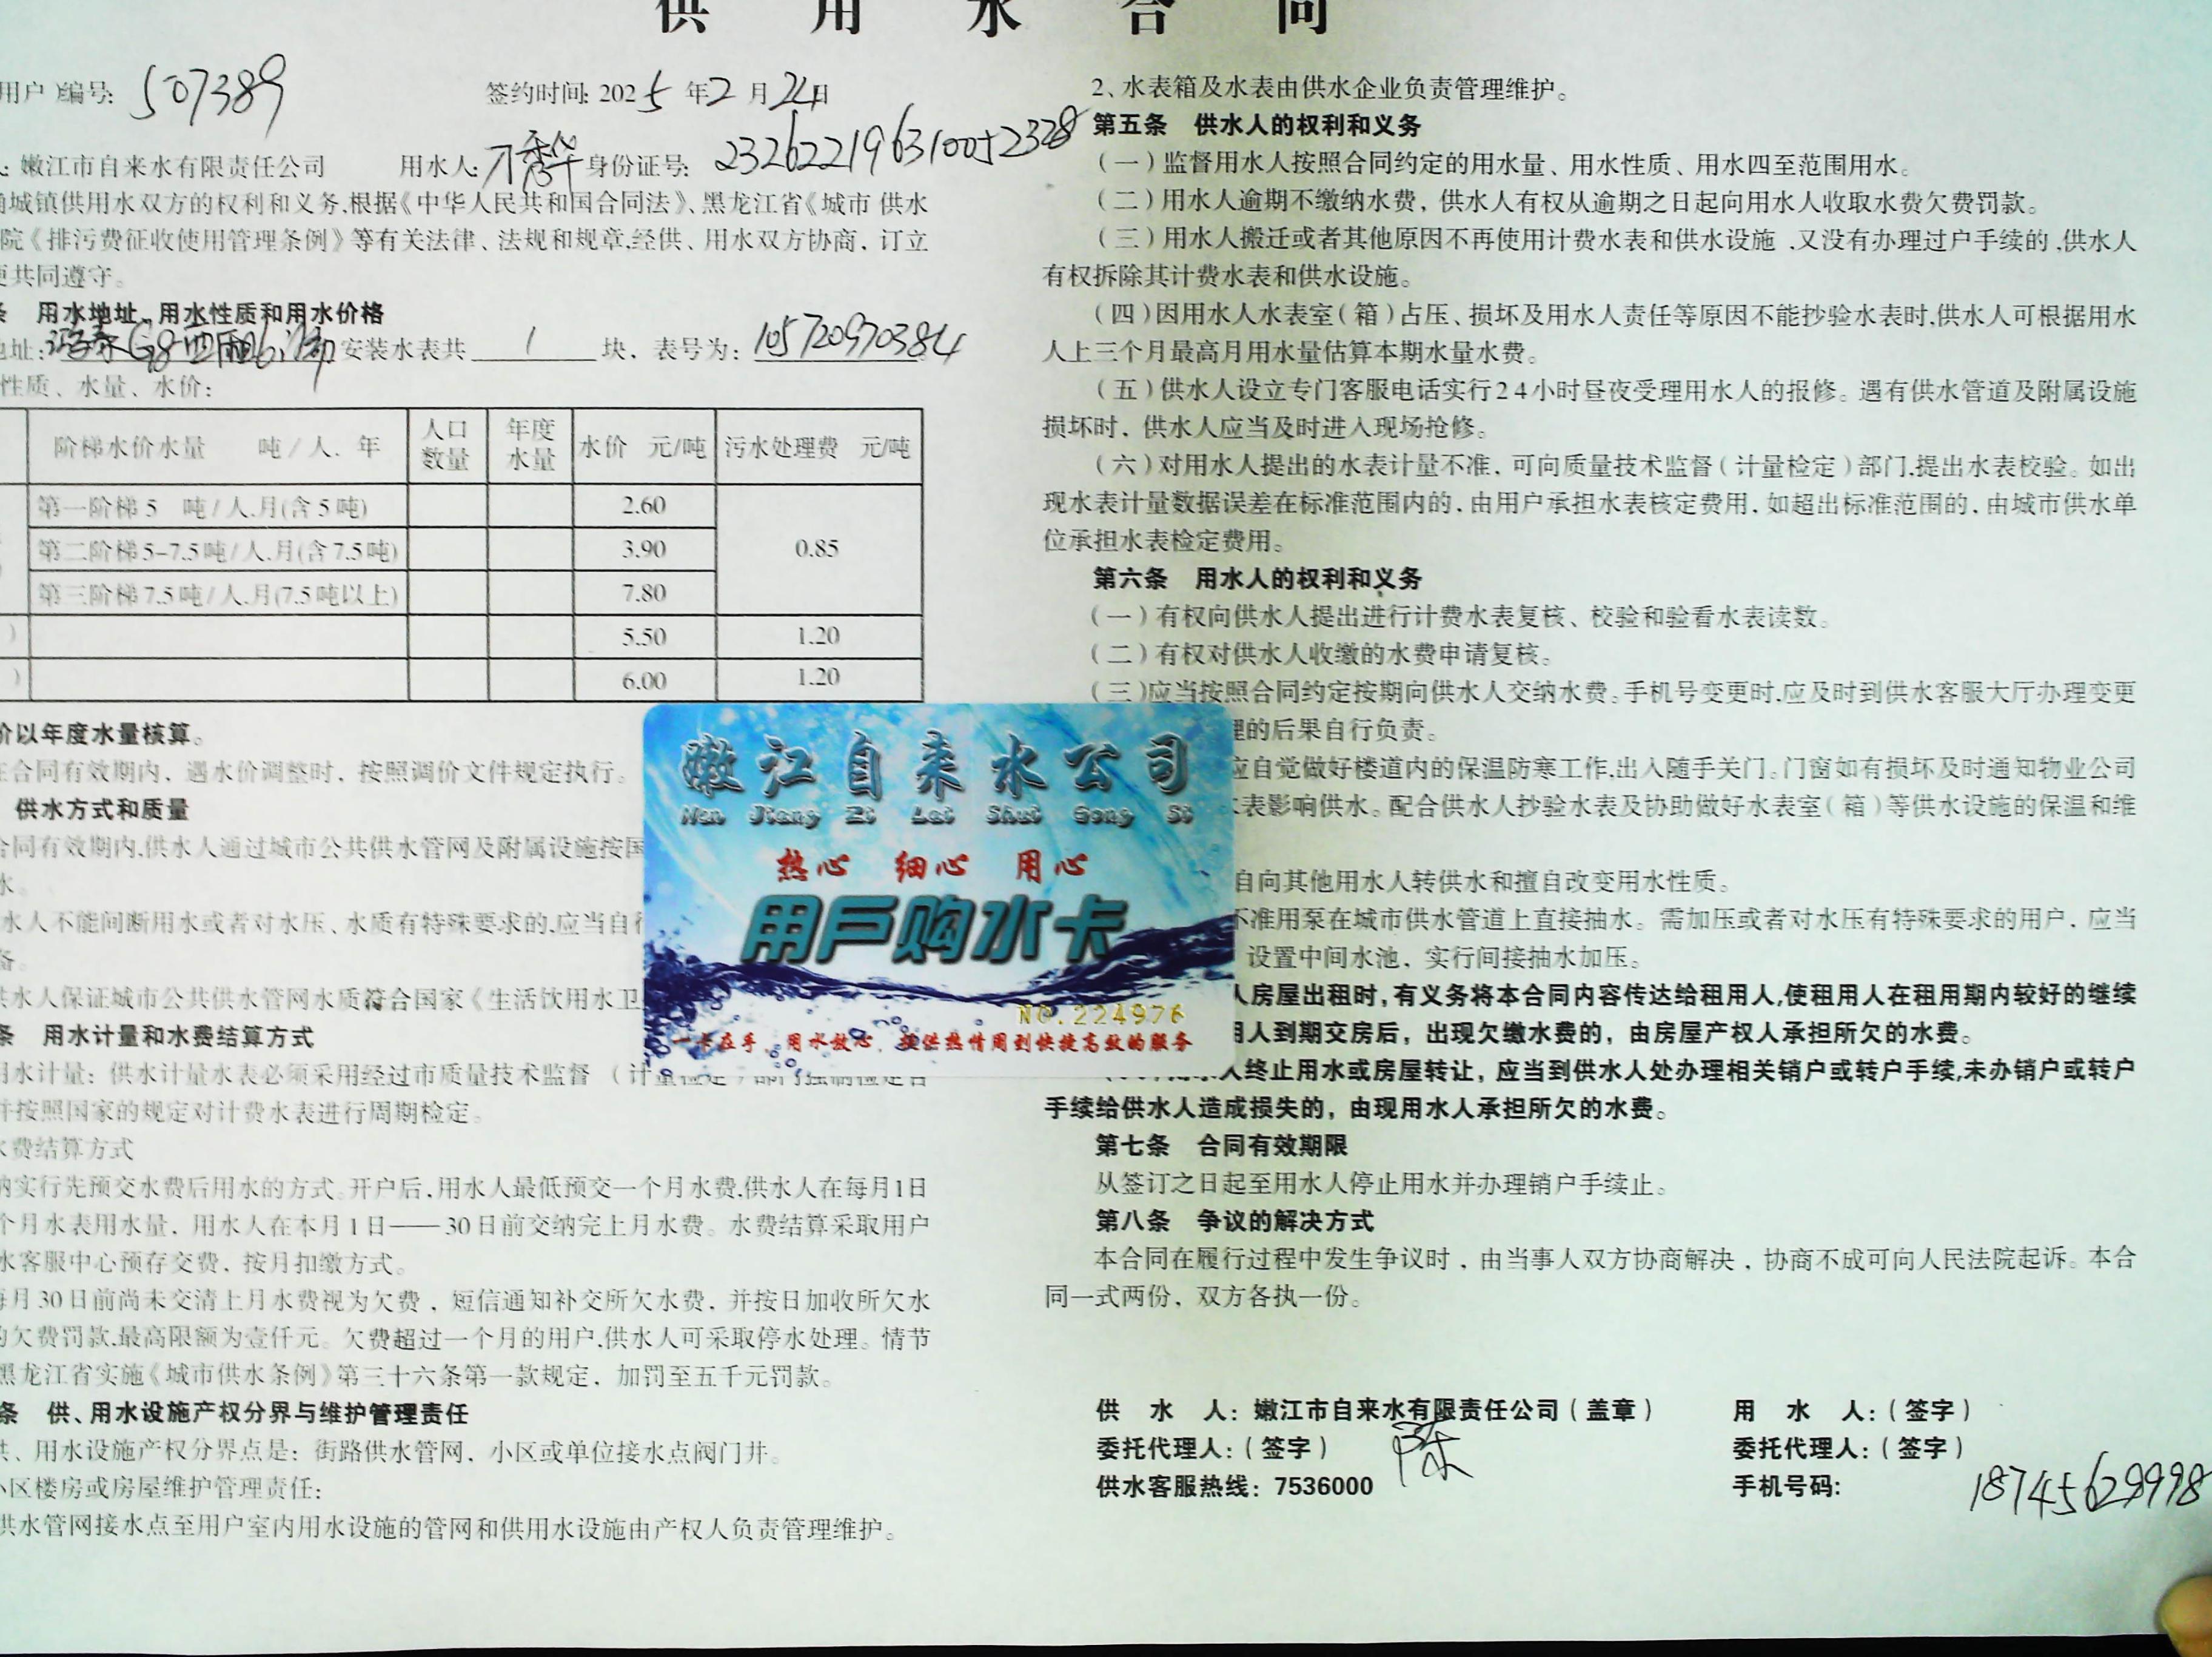 供 用 水 合 同
用户）编号: 507389 签约时间: 2025 年2 月 24日
: 嫩江市自来水有限责任公司 用水人: 刁秀华 身份证号: 232622196310052328
城镇供用水双方的权利和义务,根据《中华人民共和国合同法》、黑龙江省《城市 供水
院《排污费征收使用管理条例》等有关法律、法规和规章,经供、用水双方协商，订立
共同遵守。
用水地址、用水性质和用水价格
址: G8 西 安装水表共 1 块，表号为: 105720970384
性质、水量、水价:
阶梯水价水量 吨/人．年 人口数量 年度水量 水价 元/吨 污水处理费 元/吨
第一阶梯 5 吨/人.月(含 5 吨) 2.60
第二阶梯 5-7.5 吨/人.月(含 7.5 吨) 3.90 0.85
第三阶梯 7.5 吨/人.月(7.5 吨以上) 7.80
） 5.50 1.20
） 6.00 1.20
价以年度水量核算。
合同有效期内，遇水价调整时，按照调价文件规定执行。
供水方式和质量
合同有效期内,供水人通过城市公共供水管网及附属设施按国
水。
水人不能间断用水或者对水压、水质有特殊要求的,应当自行
备。
供水人保证城市公共供水管网水质符合国家《生活饮用水卫
条 用水计量和水费结算方式
用水计量：供水计量水表必须采用经过市质量技术监督（计量检定）部门强制检定合
并按照国家的规定对计费水表进行周期检定。
水费结算方式
纳实行先预交水费后用水的方式。开户后,用水人最低预交一个月水费,供水人在每月1日
个月水表用水量，用水人在本月1日——30日前交纳完上月水费。水费结算采取用户
水客服中心预存交费，按月扣缴方式。
每月30日前尚未交清上月水费视为欠费，短信通知补交所欠水费，并按日加收所欠水
的欠费罚款,最高限额为壹仟元。欠费超过一个月的用户,供水人可采取停水处理。情节
黑龙江省实施《城市供水条例》第三十六条第一款规定，加罚至五千元罚款。
条 供、用水设施产权分界与维护管理责任
供、用水设施产权分界点是：街路供水管网，小区或单位接水点阀门井。
小区楼房或房屋维护管理责任:
供水管网接水点至用户室内用水设施的管网和供用水设施由产权人负责管理维护。
2、水表箱及水表由供水企业负责管理维护。
第五条 供水人的权利和义务
（一）监督用水人按照合同约定的用水量、用水性质、用水四至范围用水。
（二）用水人逾期不缴纳水费，供水人有权从逾期之日起向用水人收取水费欠费罚款。
（三）用水人搬迁或者其他原因不再使用计费水表和供水设施 ,又没有办理过户手续的 ,供水人
有权拆除其计费水表和供水设施。
（四）因用水人水表室（箱）占压、损坏及用水人责任等原因不能抄验水表时,供水人可根据用水
人上三个月最高月用水量估算本期水量水费。
（五）供水人设立专门客服电话实行24小时昼夜受理用水人的报修。遇有供水管道及附属设施
损坏时，供水人应当及时进入现场抢修。
（六）对用水人提出的水表计量不准，可向质量技术监督（计量检定）部门,提出水表校验。如出
现水表计量数据误差在标准范围内的，由用户承担水表核定费用，如超出标准范围的，由城市供水单
位承担水表检定费用。
第六条 用水人的权利和义务
（一）有权向供水人提出进行计费水表复核、校验和验看水表读数。
（二）有权对供水人收缴的水费申请复核。
（三）应当按照合同约定按期向供水人交纳水费。手机号变更时,应及时到供水客服大厅办理变更
理的后果自行负责。
应自觉做好楼道内的保温防寒工作,出入随手关门。门窗如有损坏及时通知物业公司
表影响供水。配合供水人抄验水表及协助做好水表室（箱）等供水设施的保温和维
自向其他用水人转供水和擅自改变用水性质。
不准用泵在城市供水管道上直接抽水。需加压或者对水压有特殊要求的用户，应当
设置中间水池，实行间接抽水加压。
人房屋出租时,有义务将本合同内容传达给租用人,使租用人在租用期内较好的继续
用人到期交房后，出现欠缴水费的，由房屋产权人承担所欠的水费。
人终止用水或房屋转让，应当到供水人处办理相关销户或转户手续,未办销户或转户
手续给供水人造成损失的，由现用水人承担所欠的水费。
第七条 合同有效期限
从签订之日起至用水人停止用水并办理销户手续止。
第八条 争议的解决方式
本合同在履行过程中发生争议时，由当事人双方协商解决，协商不成可向人民法院起诉。本合
同一式两份，双方各执一份。
供 水 人：嫩江市自来水有限责任公司（盖章） 用 水 人:（签字）
委托代理人:（签字） 陈 委托代理人:（签字）
供水客服热线：7536000 手机号码: 18745629998
嫩江自来水公司
Nen Jiang Zi Lai Shui Gong Si
热心 细心 用心
用户购水卡
NO.224976
一卡在手，用水放心，提供热情周到快捷高效的服务